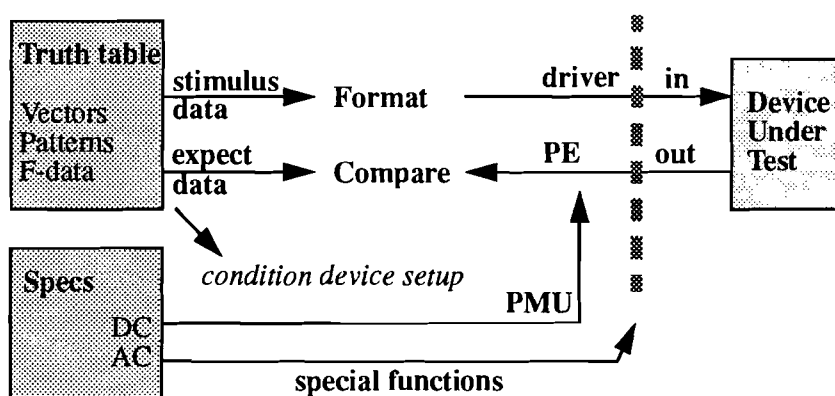 Truth table
Vectors
Patterns
F-data
stimulus
data
Format
driver
in
Device
Under
Test
expect
data
Compare
PE
out
condition device setup
Specs
DC
AC
PMU
special functions